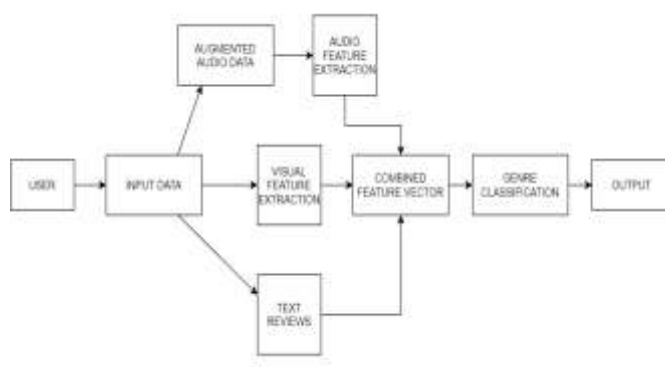 AUGMENTED
AUDIO DATA
AUDIO
FEATURE
EXTRACTION
USER
INPUT DATA
VISUAL
FEATURE
EXTRACTION
COMBINED
FEATURE VECTOR
GENRE
CLASSIFICATION
OUTPUT
TEXT
REVIEWS